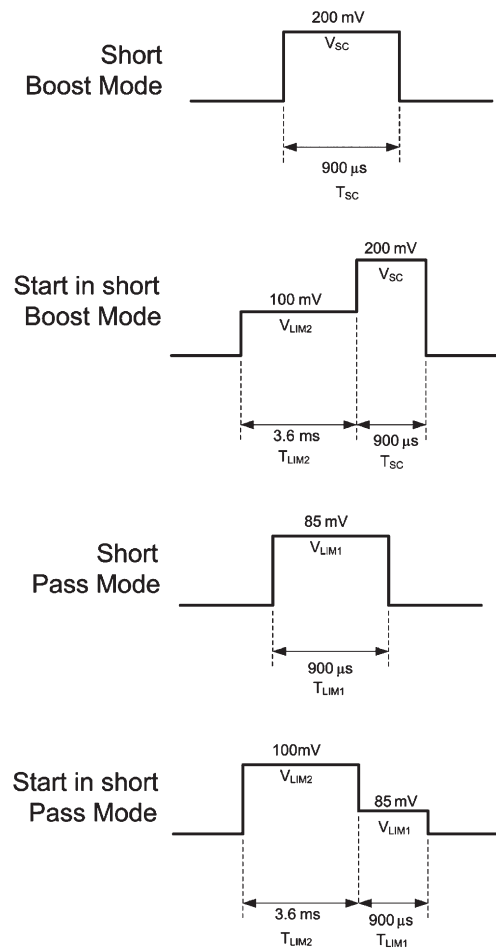 200 mV
Short
Boost Mode
VSC
900 μs
TSC
200 mV
Start in short
Boost Mode
VSC
100 mV
VLIM2
3.6 ms
900 μs
TLIM2
TSC
85 mV
Short
Pass Mode
VLIM1
900 μs
TLIM1
100mV
Start in short
Pass Mode
VLIM2
85 mV
VLIM1
3.6 ms
900 μs
TLIM2
TLIM1